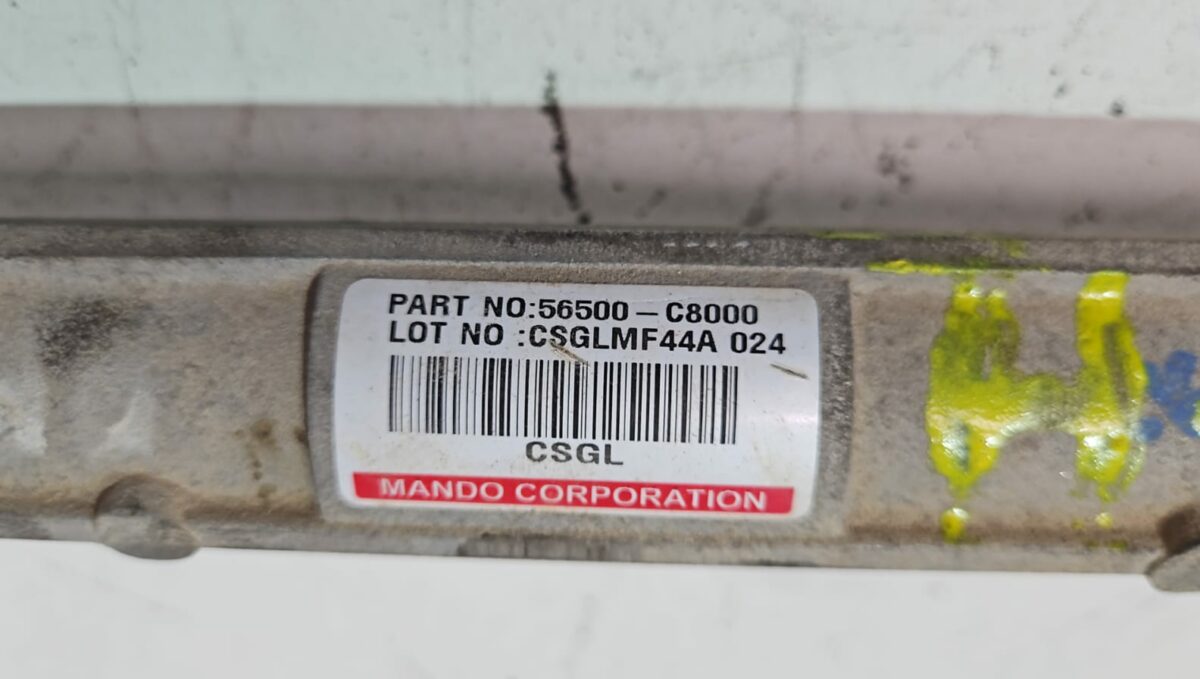 PART NO:56500-C8000
LOT NO :CSGLMF44A 024
CSGL
MANDO CORPORATION
H